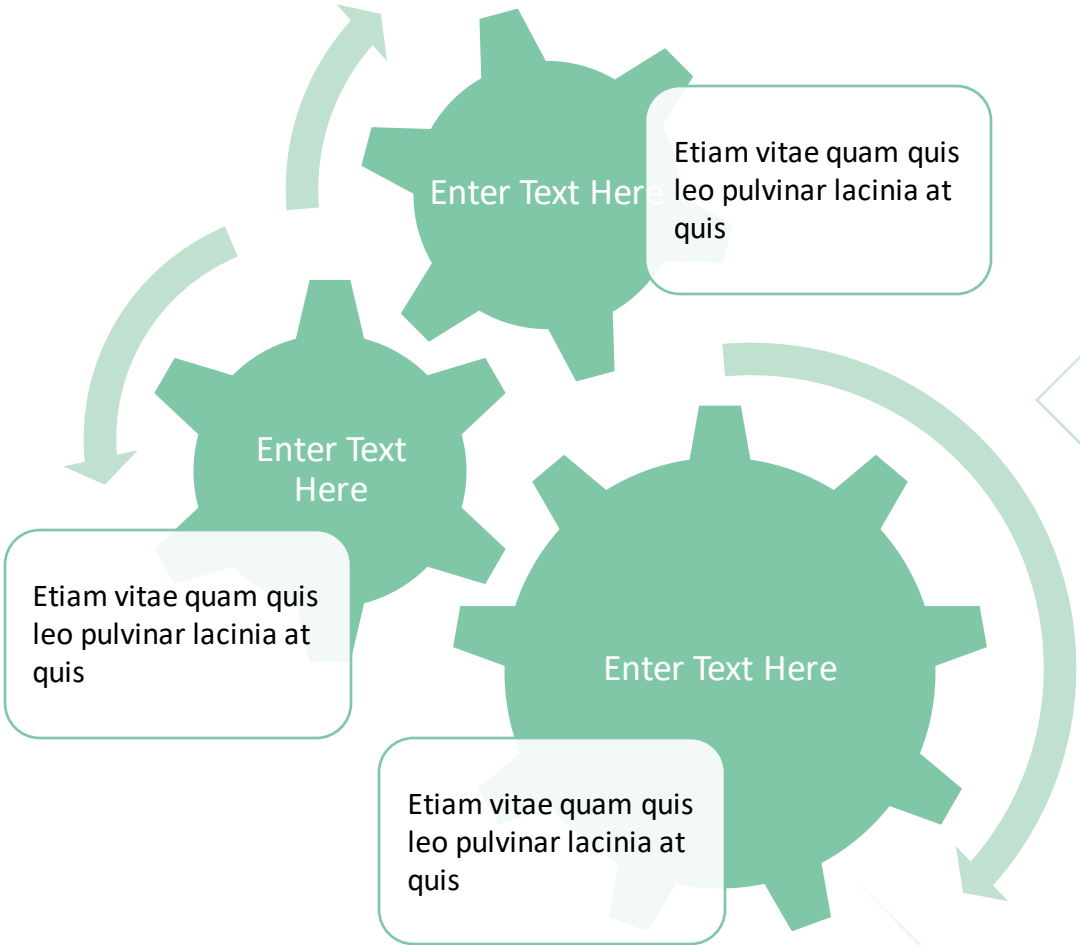 Enter Text Here
Etiam vitae quam quis
leo pulvinar lacinia at
quis
Enter Text
Here
Etiam vitae quam quis
leo pulvinar lacinia at
quis
Enter Text Here
Etiam vitae quam quis
leo pulvinar lacinia at
quis